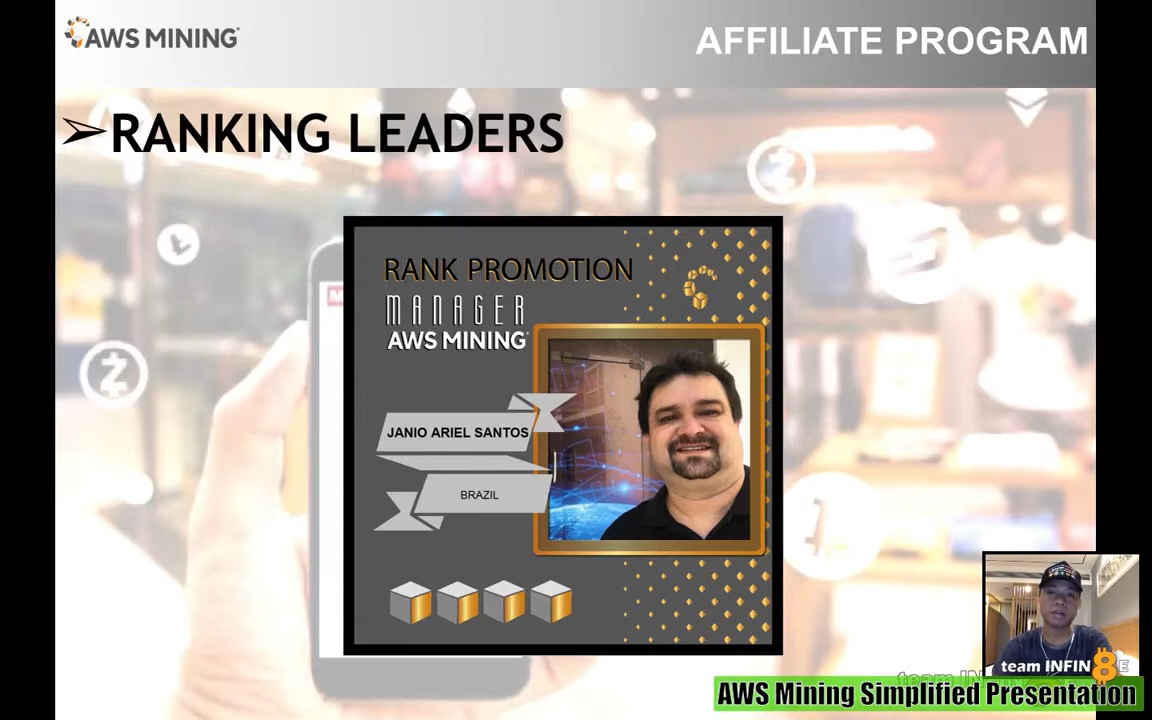 AWS MINING
AFFILIATE PROGRAM
RANKING LEADERS
RANK PROMOTION
MANAGER
AWS MINING
JANIO ARIEL SANTOS
BRAZIL
team INFIN8E
AWS Mining Simplified Presentation